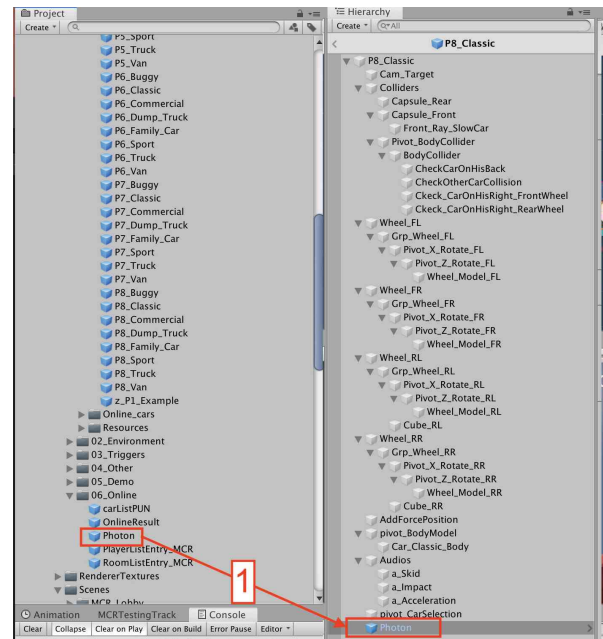 Project
Create
P5_Sport
P5_Truck
P5_Van
P6_Buggy
P6_Classic
P6_Commercial
P6_Dump_Truck
P6_Family_Car
P6_Sport
P6_Truck
P6_Van
P7_Buggy
P7_Classic
P7_Commercial
P7_Dump_Truck
P7_Family_Car
P7_Sport
P7_Truck
P7_Van
P8_Buggy
P8_Classic
P8_Commercial
P8_Dump_Truck
P8_Family_Car
P8_Sport
P8_Truck
P8_Van
z_P1_Example
Online_cars
Resources
02_Environment
03_Triggers
04_Other
05_Demo
06_Online
carListPUN
OnlineResult
Photon
PlayerListEntry_MCR
RoomListEntry_MCR
RendererTextures
Scenes
MCR_Lobby
Animation MCRTestingTrack Console
Clear Collapse Clear on Play Clear on Build Error Pause Editor
1
Hierarchy
Create All
P8_Classic
P8_Classic
Cam_Target
Colliders
Capsule_Rear
Capsule_Front
Front_Ray_SlowCar
Pivot_BodyCollider
BodyCollider
CheckCarOnHisBack
CheckOtherCarCollision
Ckeck_CarOnHisRight_FrontWheel
Ckeck_CarOnHisRight_RearWheel
Wheel_FL
Grp_Wheel_FL
Pivot_X_Rotate_FL
Pivot_Z_Rotate_FL
Wheel_Model_FL
Wheel_FR
Grp_Wheel_FR
Pivot_X_Rotate_FR
Pivot_Z_Rotate_FR
Wheel_Model_FR
Wheel_RL
Grp_Wheel_RL
Pivot_X_Rotate_RL
Pivot_Z_Rotate_RL
Wheel_Model_RL
Cube_RL
Wheel_RR
Grp_Wheel_RR
Pivot_X_Rotate_RR
Pivot_Z_Rotate_RR
Wheel_Model_RR
Cube_RR
AddForcePosition
pivot_BodyModel
Car_Classic_Body
Audios
a_Skid
a_Impact
a_Acceleration
pivot_CarSelection
Photon